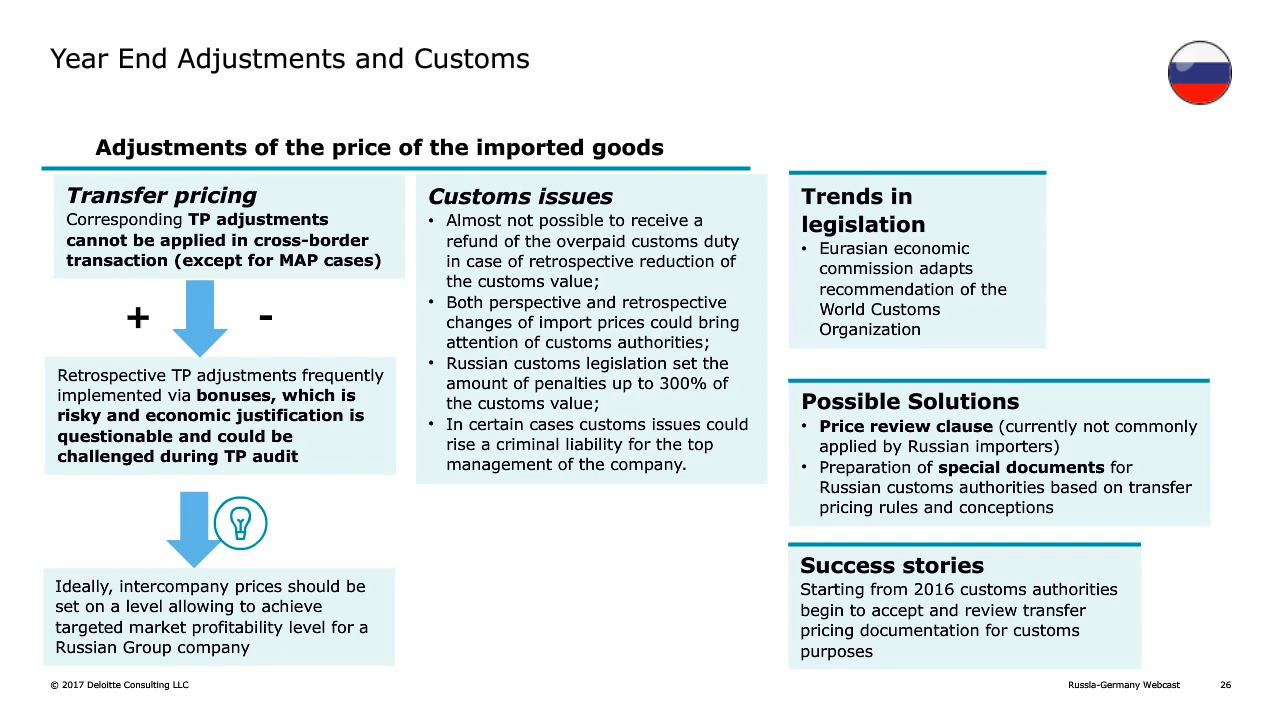 Year End Adjustments and Customs
Adjustments of the price of the imported goods
Transfer pricing
Corresponding TP adjustments
cannot be applied in cross-border
transaction (except for MAP cases)
+ -
Retrospective TP adjustments frequently
implemented via bonuses, which is
risky and economic justification is
questionable and could be
challenged during TP audit
Ideally, intercompany prices should be
set on a level allowing to achieve
targeted market profitability level for a
Russian Group company
Customs issues
• Almost not possible to receive a
refund of the overpaid customs duty
in case of retrospective reduction of
the customs value;
• Both perspective and retrospective
changes of import prices could bring
attention of customs authorities;
• Russian customs legislation set the
amount of penalties up to 300% of
the customs value;
• In certain cases customs issues could
rise a criminal liability for the top
management of the company.
Trends in
legislation
• Eurasian economic
commission adapts
recommendation of the
World Customs
Organization
Possible Solutions
• Price review clause (currently not commonly
applied by Russian importers)
• Preparation of special documents for
Russian customs authorities based on transfer
pricing rules and conceptions
Success stories
Starting from 2016 customs authorities
begin to accept and review transfer
pricing documentation for customs
purposes
© 2017 Deloitte Consulting LLC
Russla-Germany Webcast
26